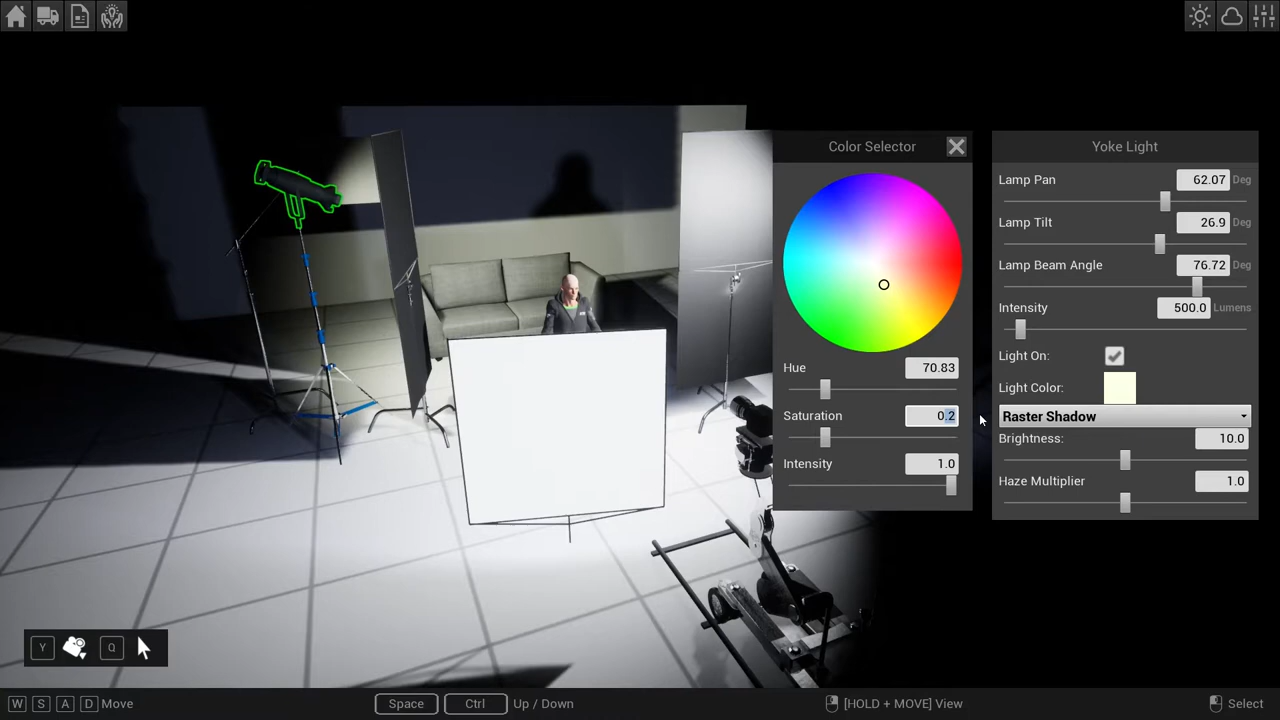 Color Selector
Hue 70.83
Saturation 0.2
Intensity 1.0
Yoke Light
Lamp Pan 62.07 Deg
Lamp Tilt 26.9 Deg
Lamp Beam Angle 76.72 Deg
Intensity 500.0 Lumens
Light On:
Light Color:
Raster Shadow
Brightness: 10.0
Haze Multiplier 1.0
Y Q
W S A D Move Space Ctrl Up / Down [HOLD + MOVE] View Select